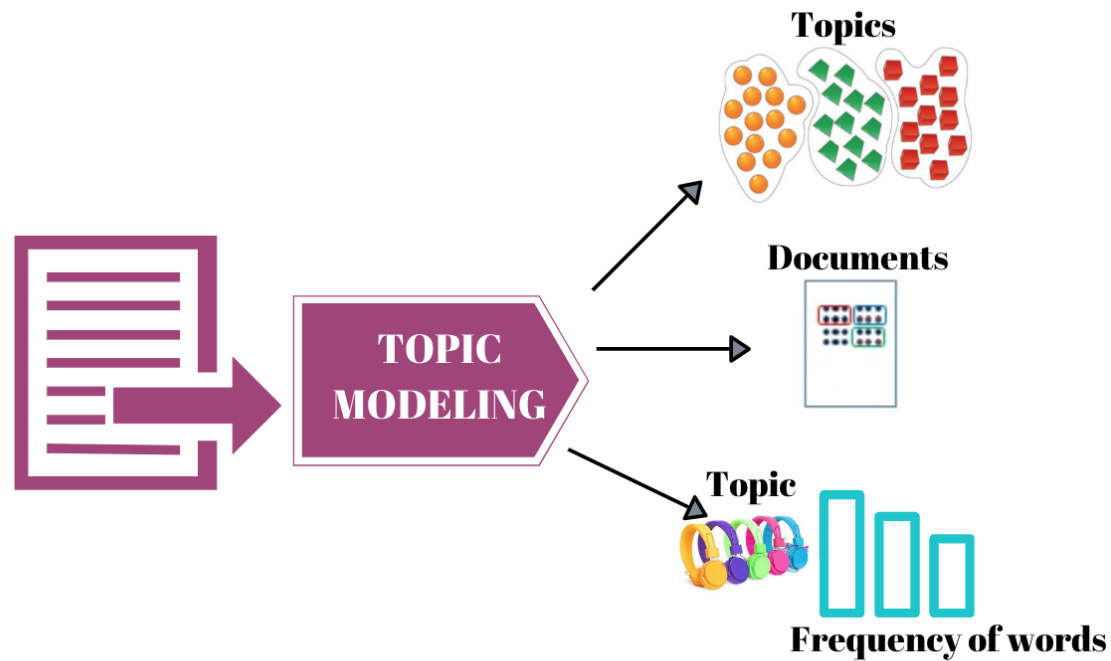 Topics
Documents
TOPIC
MODELING
Topic
Frequency of words